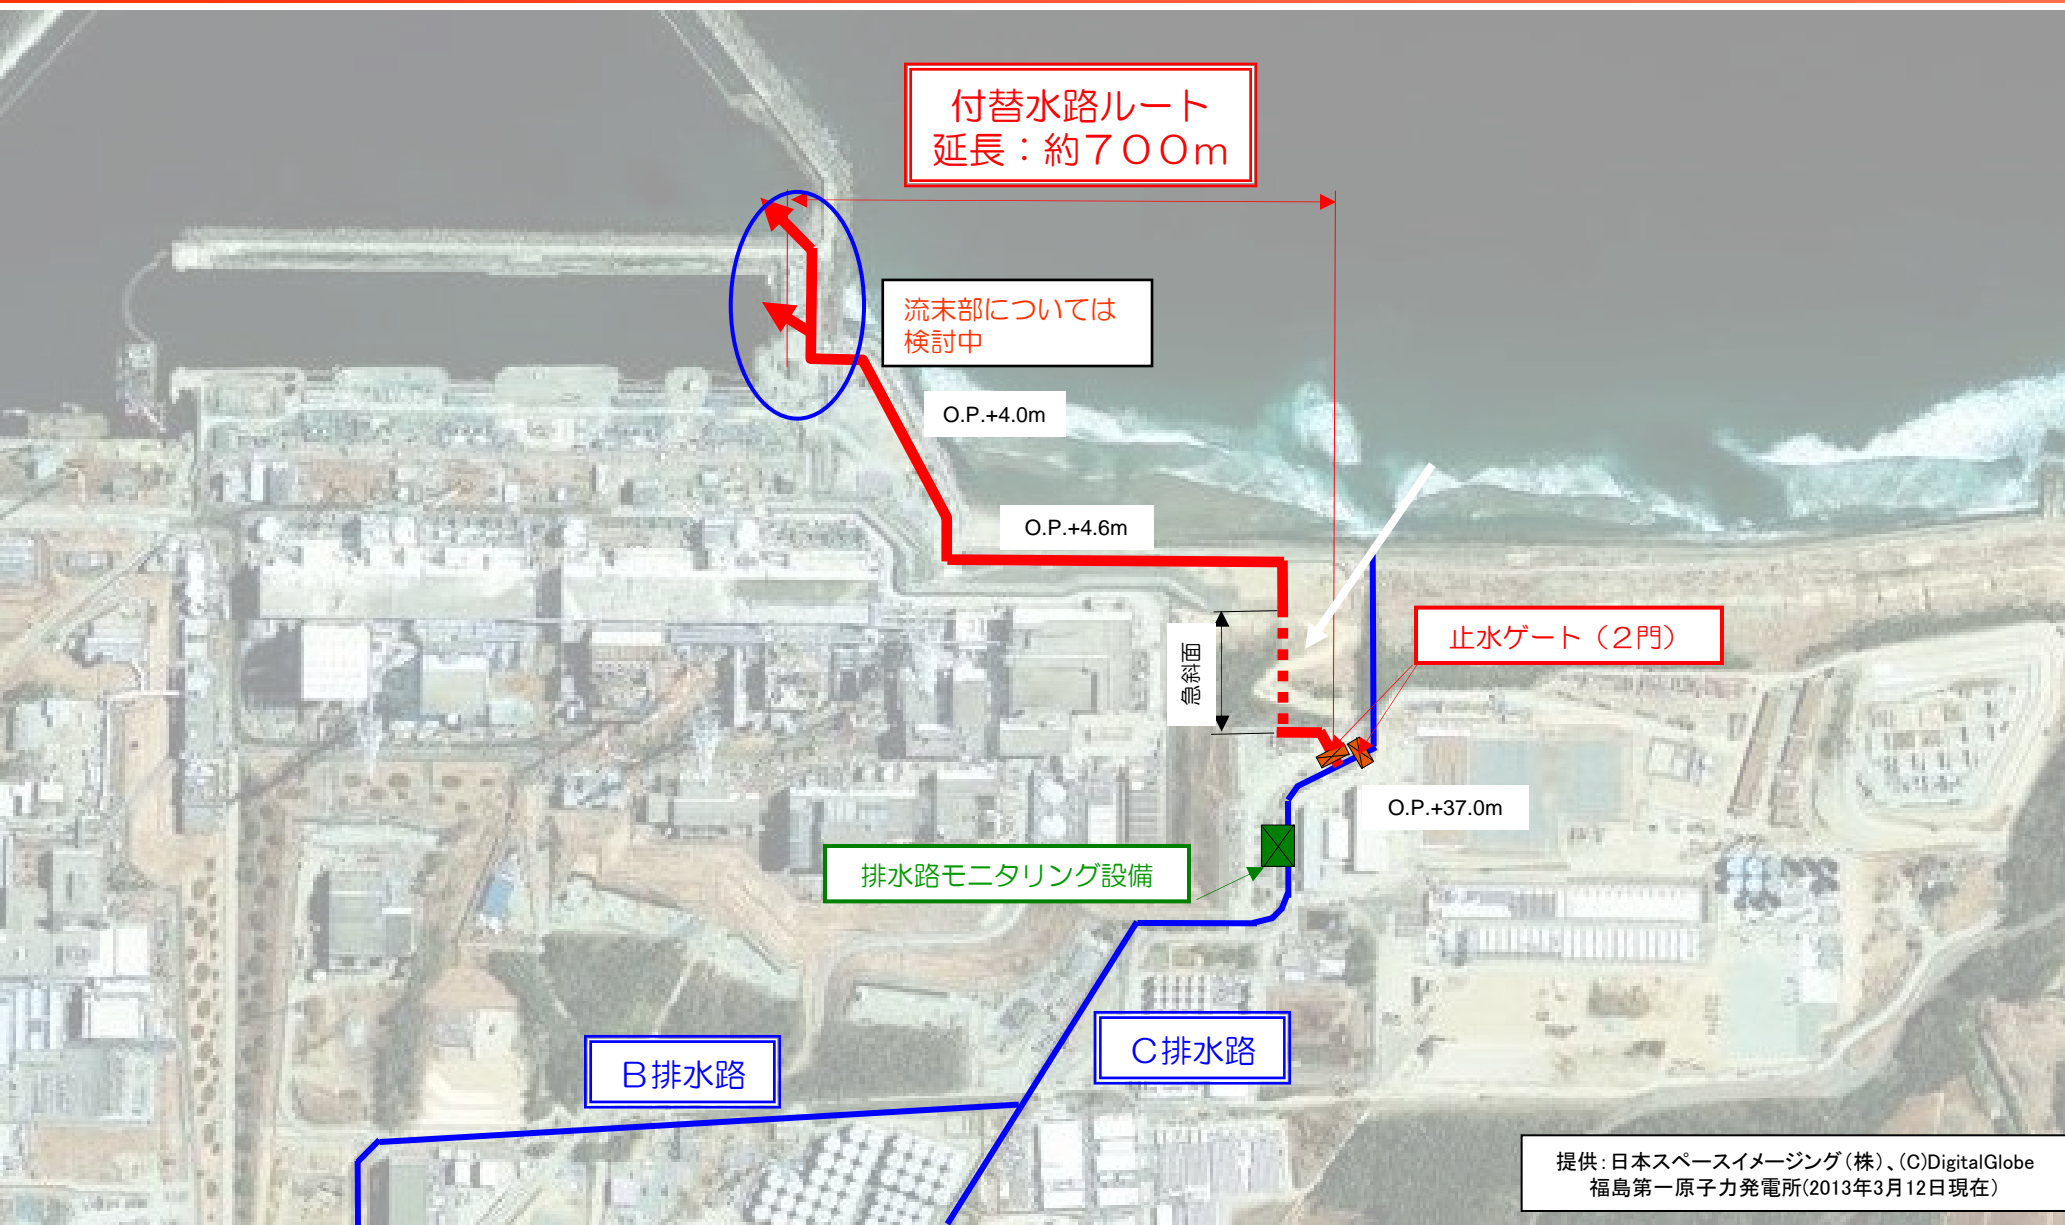 付替水路ルート
延長：約７００ｍ
流末部については
検討中
O.P.+4.0m
O.P.+4.6m
急斜面
止水ゲート（２門）
O.P.+37.0m
排水路モニタリング設備
Ｂ排水路
Ｃ排水路
提供：日本スペースイメージング（株）、(C)DigitalGlobe
福島第一原子力発電所(2013年3月12日現在）